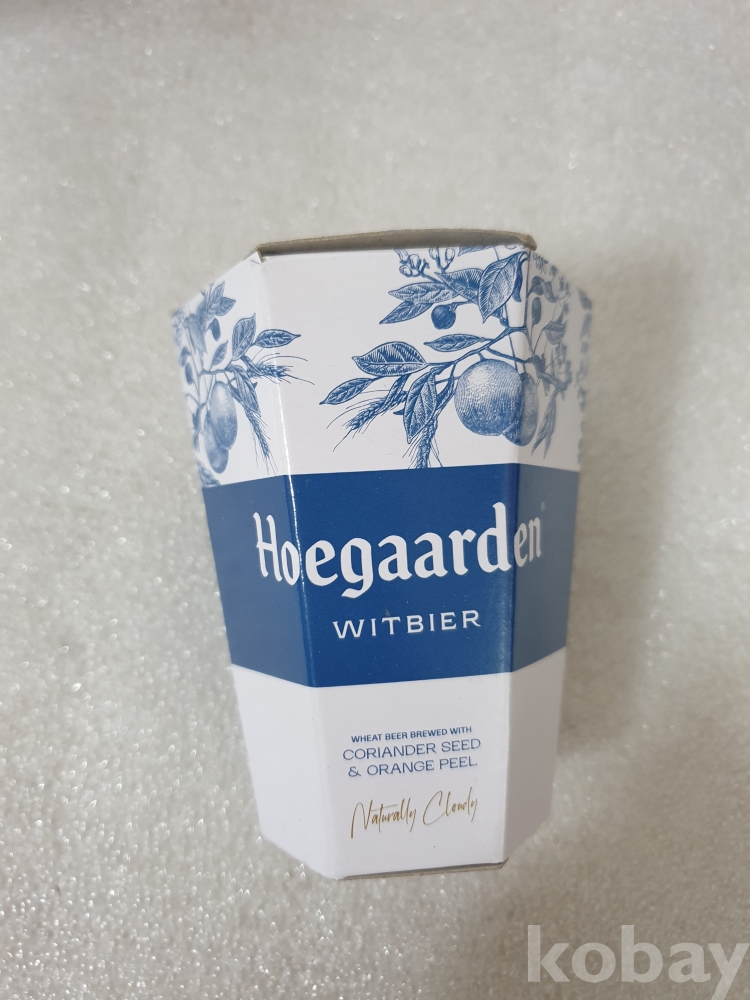 Hoegaarden
WITBIER
WHEAT BEER BREWED WITH
CORIANDER SEED
& ORANGE PEEL
Naturally Cloudy
kobay